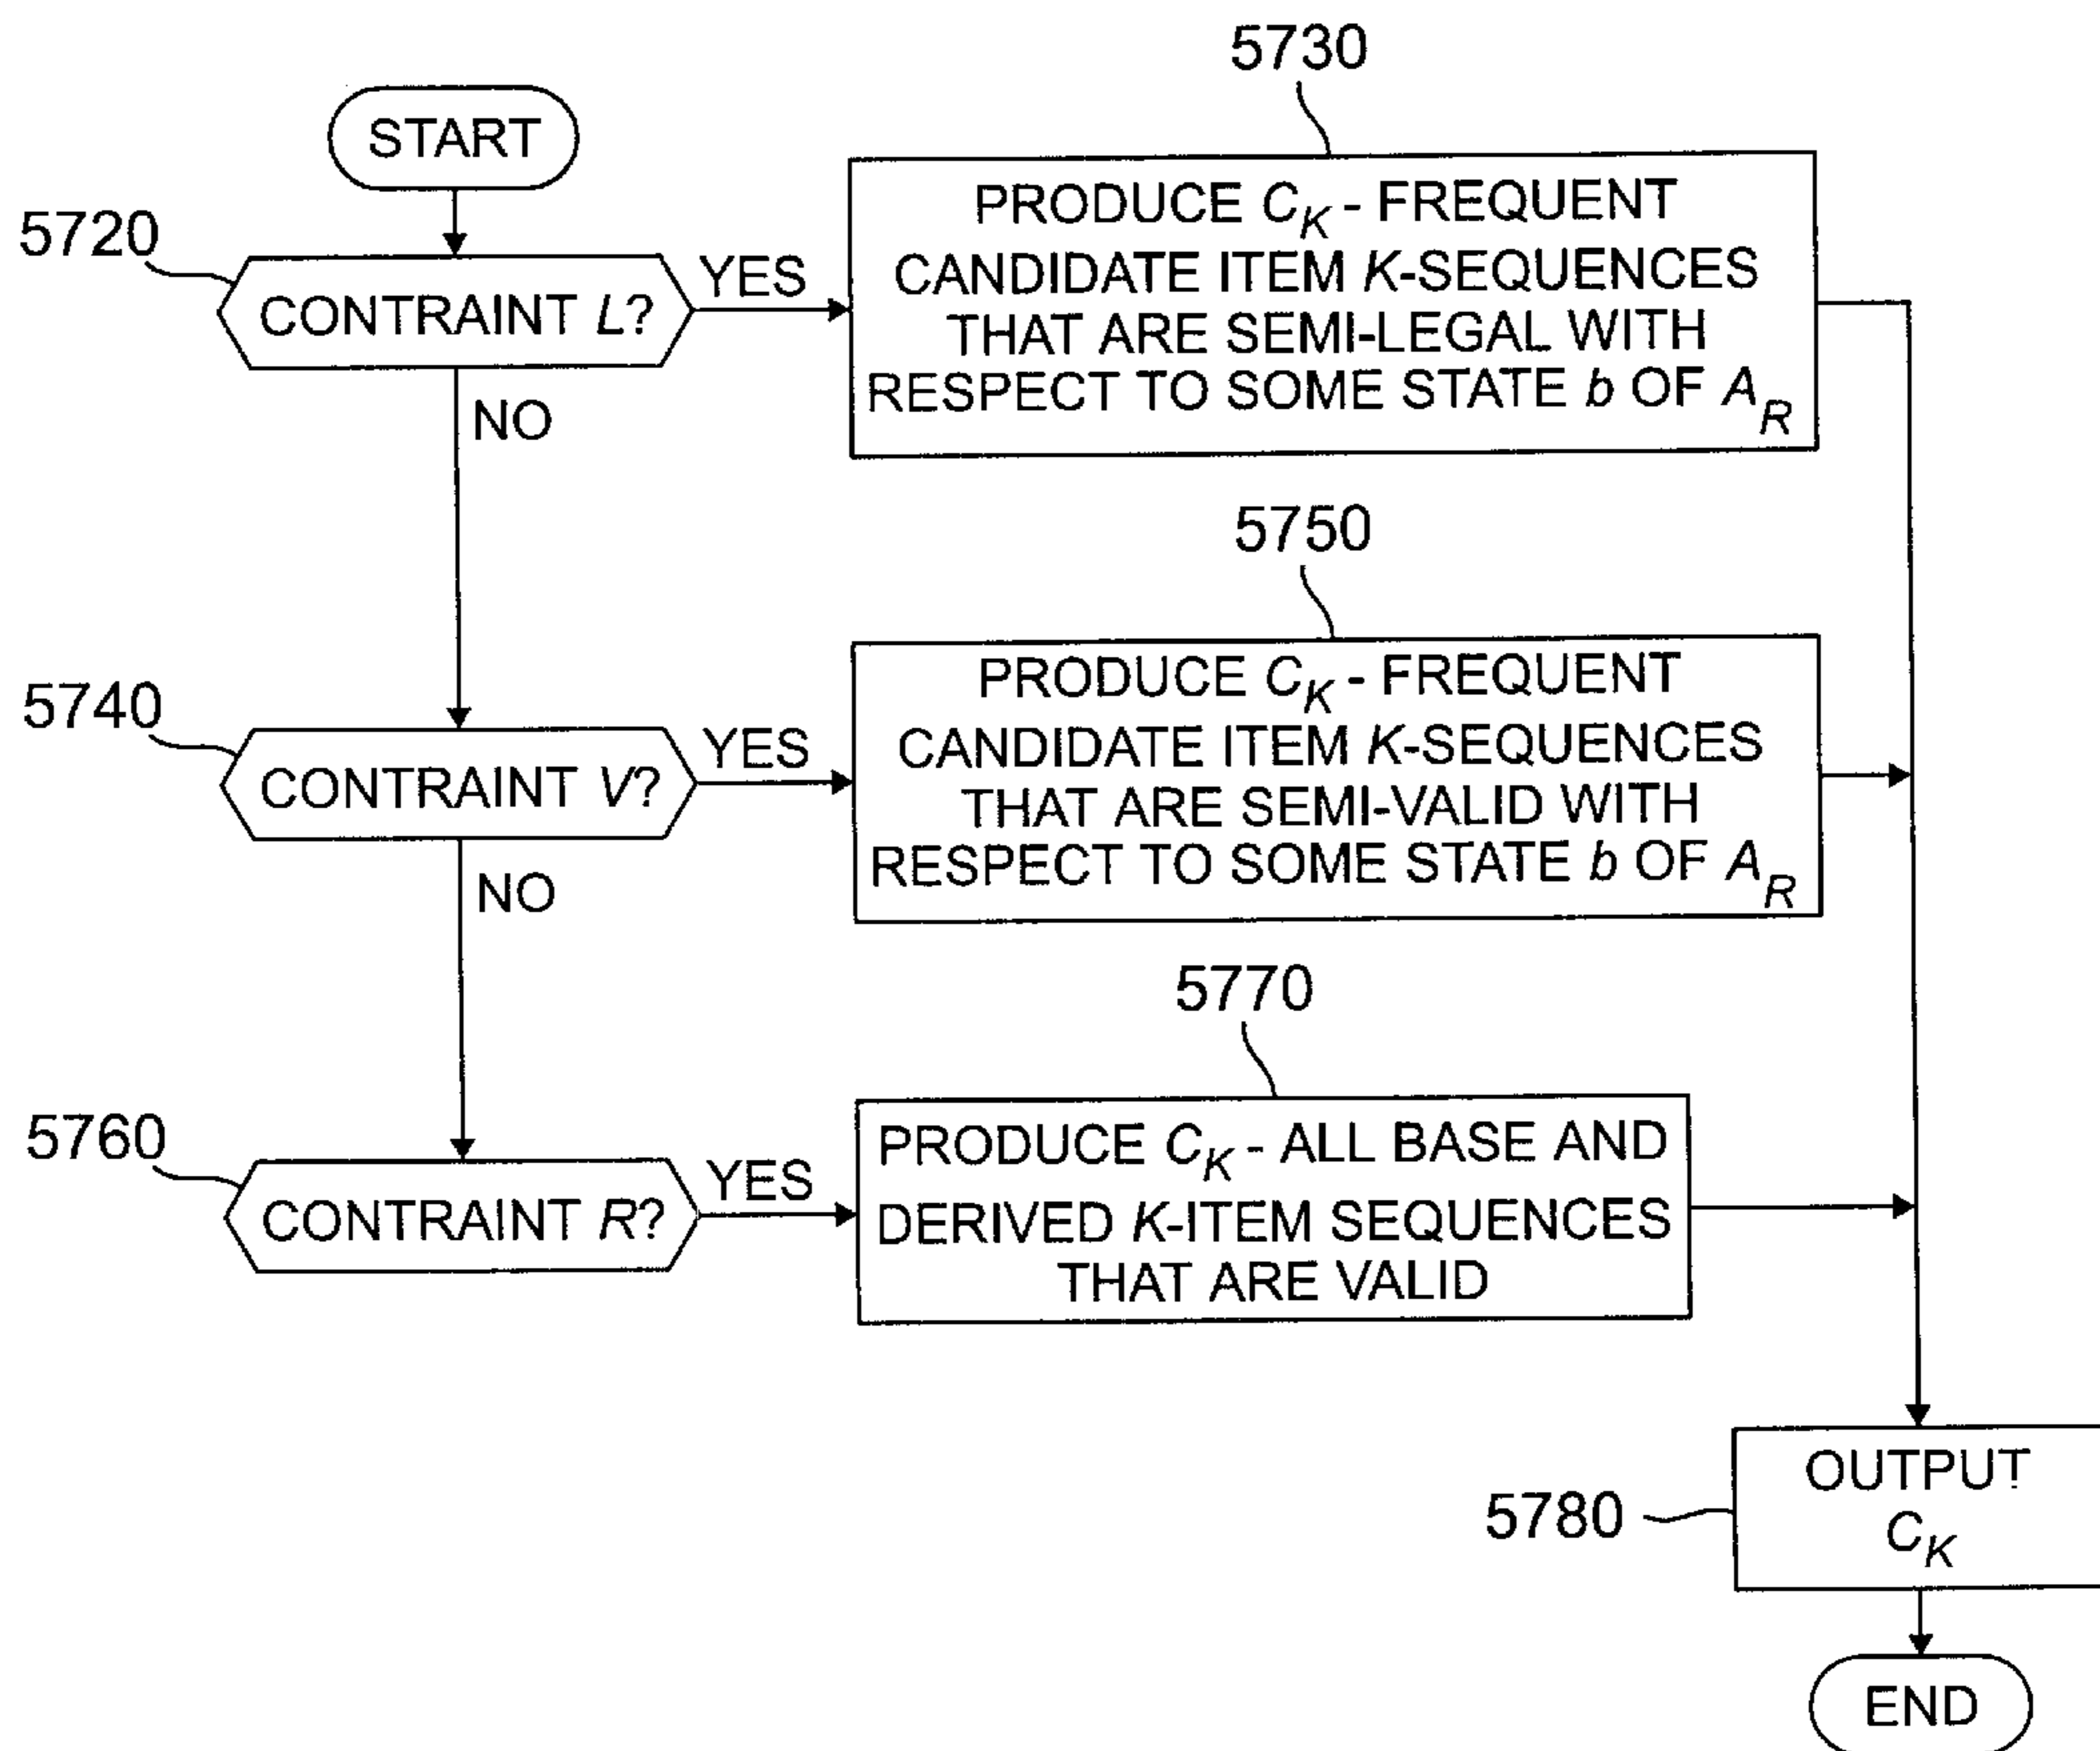 5730
START
5720
CONTRAINT L?
YES
PRODUCE C_K - FREQUENT
CANDIDATE ITEM K-SEQUENCES
THAT ARE SEMI-LEGAL WITH
RESPECT TO SOME STATE b OF A_R
NO
5750
5740
CONTRAINT V?
YES
PRODUCE C_K - FREQUENT
CANDIDATE ITEM K-SEQUENCES
THAT ARE SEMI-VALID WITH
RESPECT TO SOME STATE b OF A_R
NO
5770
5760
CONTRAINT R?
YES
PRODUCE C_K - ALL BASE AND
DERIVED K-ITEM SEQUENCES
THAT ARE VALID
5780
OUTPUT
C_K
END